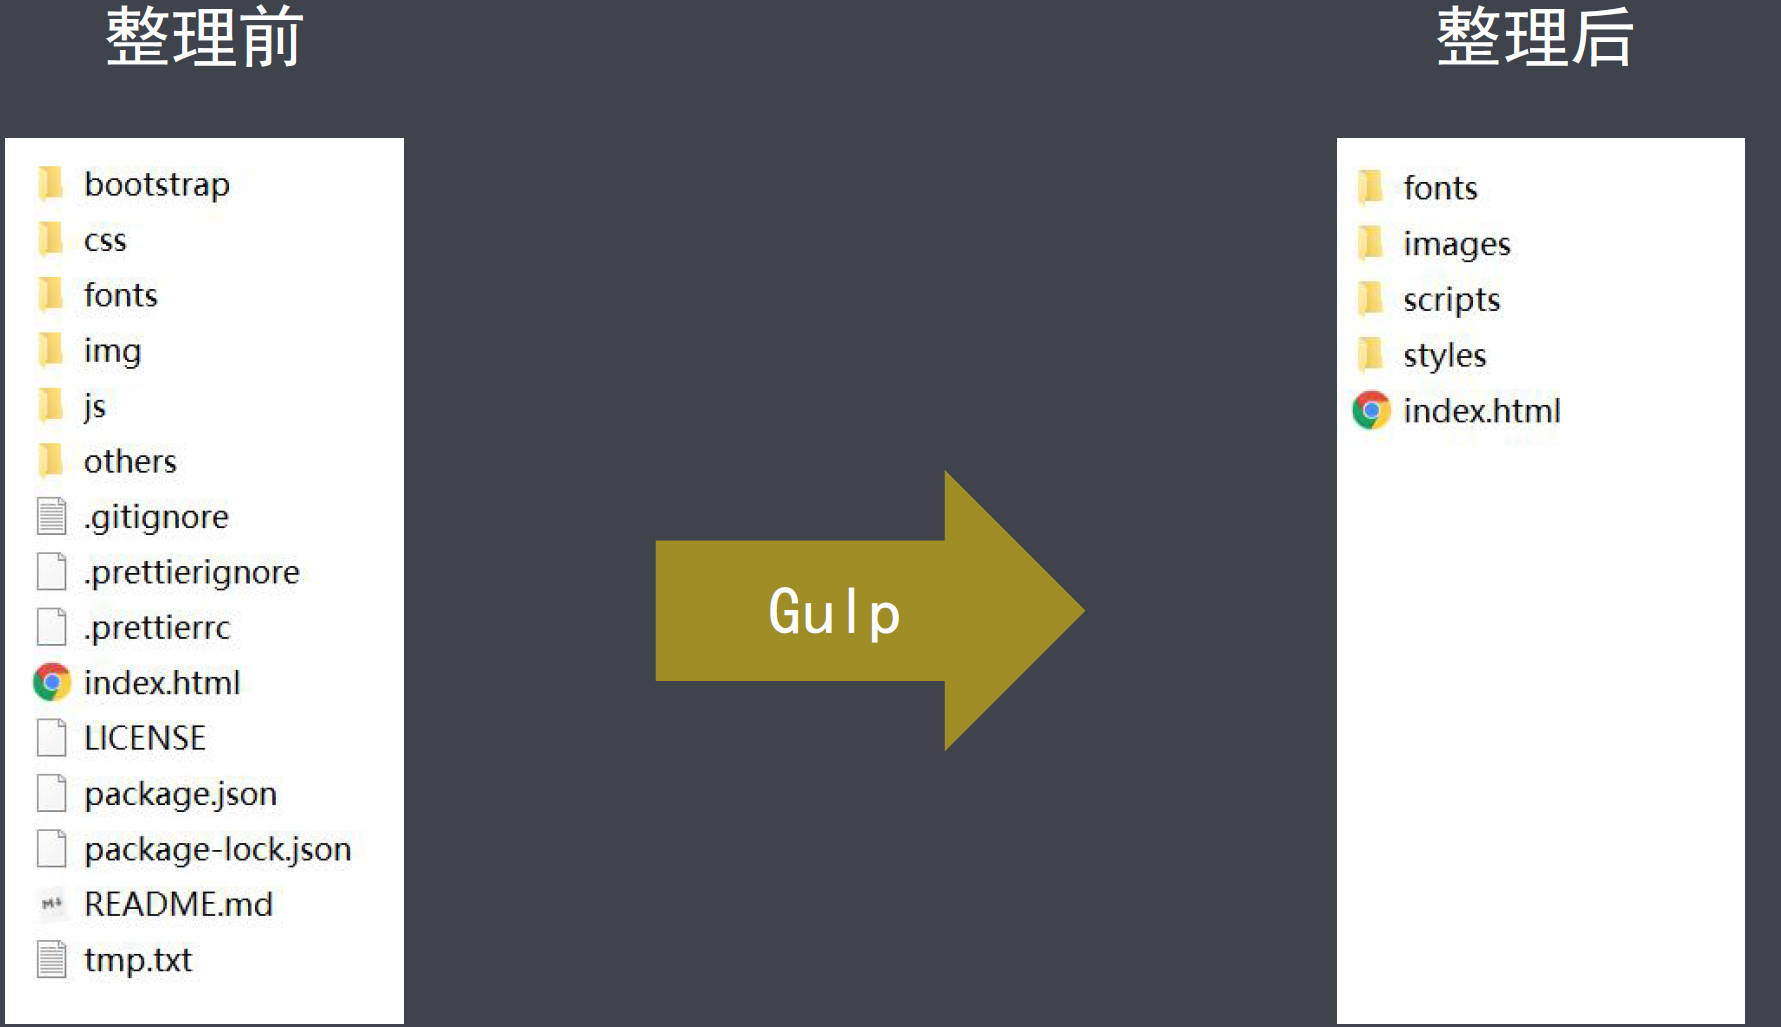 整理前
整理后
bootstrap
css
fonts
img
js
others
.gitignore
.prettierignore
.prettierrc
index.html
LICENSE
package.json
package-lock.json
README.md
tmp.txt
Gulp
fonts
images
scripts
styles
index.html